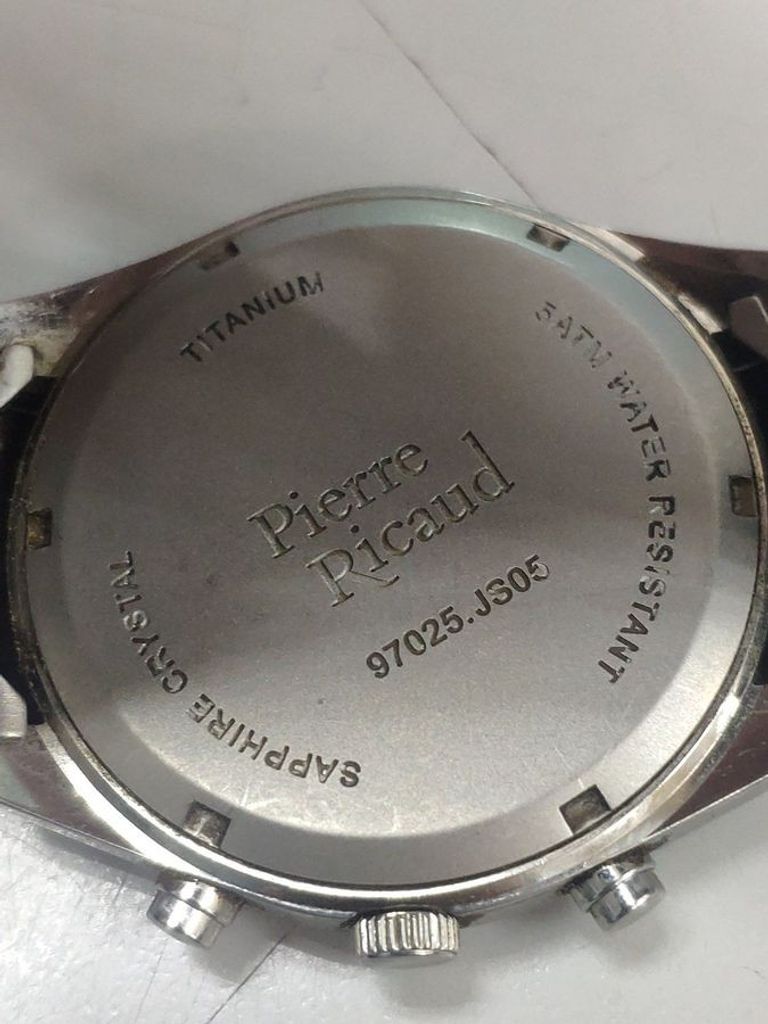 TITANIUM
5ATM WATER RESISTANT
Pierre
Ricaud
97025.JS05
SAPPHIRE CRYSTAL